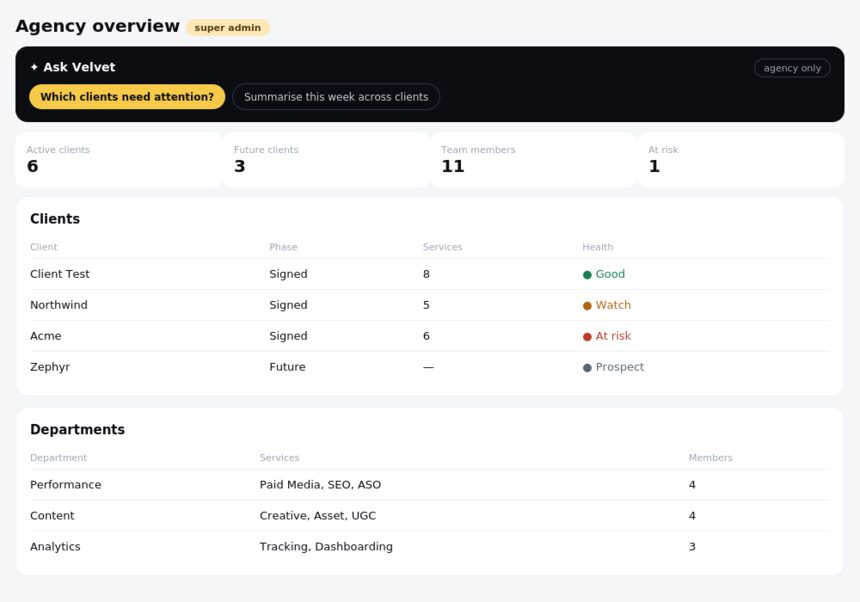 Agency overview super admin
✦ Ask Velvet agency only
Which clients need attention? Summarise this week across clients
Active clients Future clients Team members At risk
6 3 11 1
Clients
Client Phase Services Health
Client Test Signed 8 ● Good
Northwind Signed 5 ● Watch
Acme Signed 6 ● At risk
Zephyr Future — ● Prospect
Departments
Department Services Members
Performance Paid Media, SEO, ASO 4
Content Creative, Asset, UGC 4
Analytics Tracking, Dashboarding 3